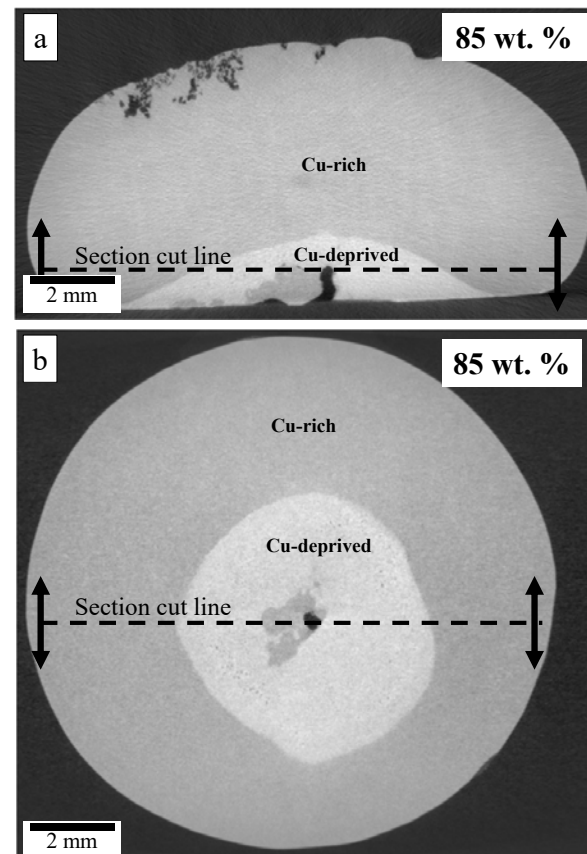 a
85 wt. %
Cu-rich
Cu-deprived
Section cut line
2 mm
b
85 wt. %
Cu-rich
Cu-deprived
Section cut line
2 mm